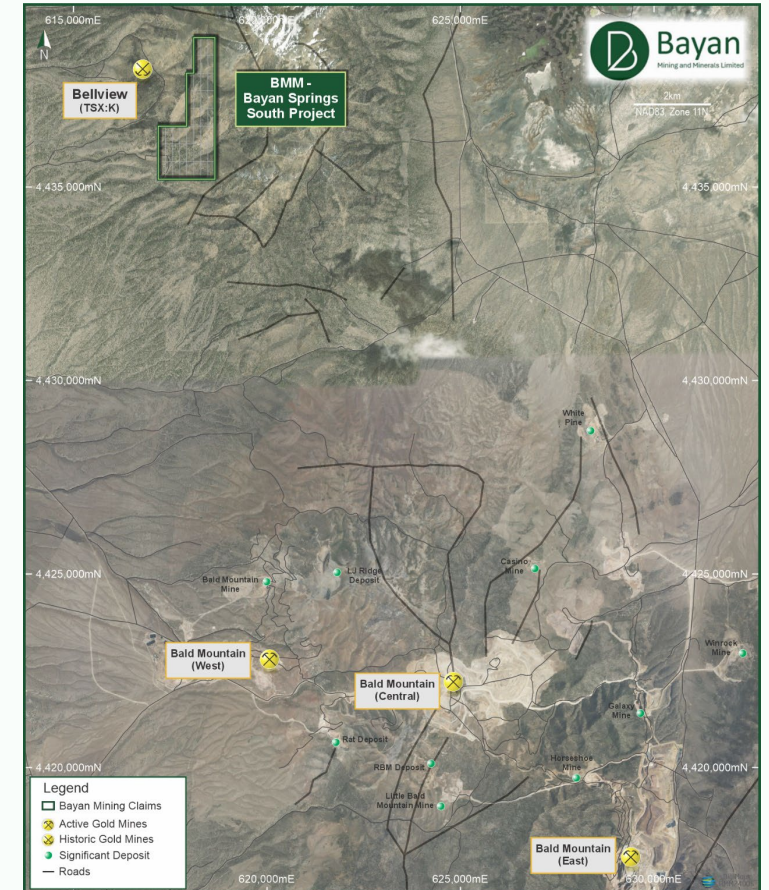 615,000mE
620,000mE
625,000mE
N
Bayan
Mining and Minerals Limited
2km
NAD83, Zone 11N
Bellview
(TSX:K)
BMM -
Bayan Springs
South Project
4,435,000mN
4,435,000mN
4,430,000mN
4,430,000mN
White
Pine
4,425,000mN
4,425,000mN
Bald Mountain
Mine
LJ Ridge
Deposit
Casino
Mine
Winrock
Mine
Bald Mountain
(West)
Bald Mountain
(Central)
Galaxy
Mine
Rat Deposit
RBM Deposit
Horseshoe
Mine
4,420,000mN
4,420,000mN
Little Bald
Mountain Mine
Legend
Bayan Mining Claims
Active Gold Mines
Historic Gold Mines
Significant Deposit
Roads
Bald Mountain
(East)
620,000mE
625,000mE
630,000mE